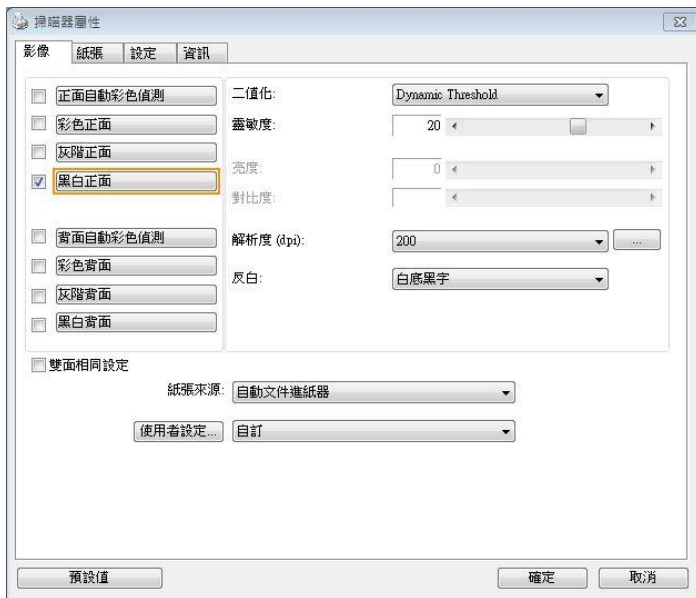 掃瞄器屬性
影像 紙張 設定 資訊
正面自動彩色偵測
彩色正面
灰階正面
黑白正面
背面自動彩色偵測
彩色背面
灰階背面
黑白背面
二值化: Dynamic Threshold
靈敏度: 20
亮度: 0
對比度:
解析度 (dpi): 200 ...
反白: 白底黑字
雙面相同設定
紙張來源: 自動文件進紙器
使用者設定... 自訂
預設值 確定 取消